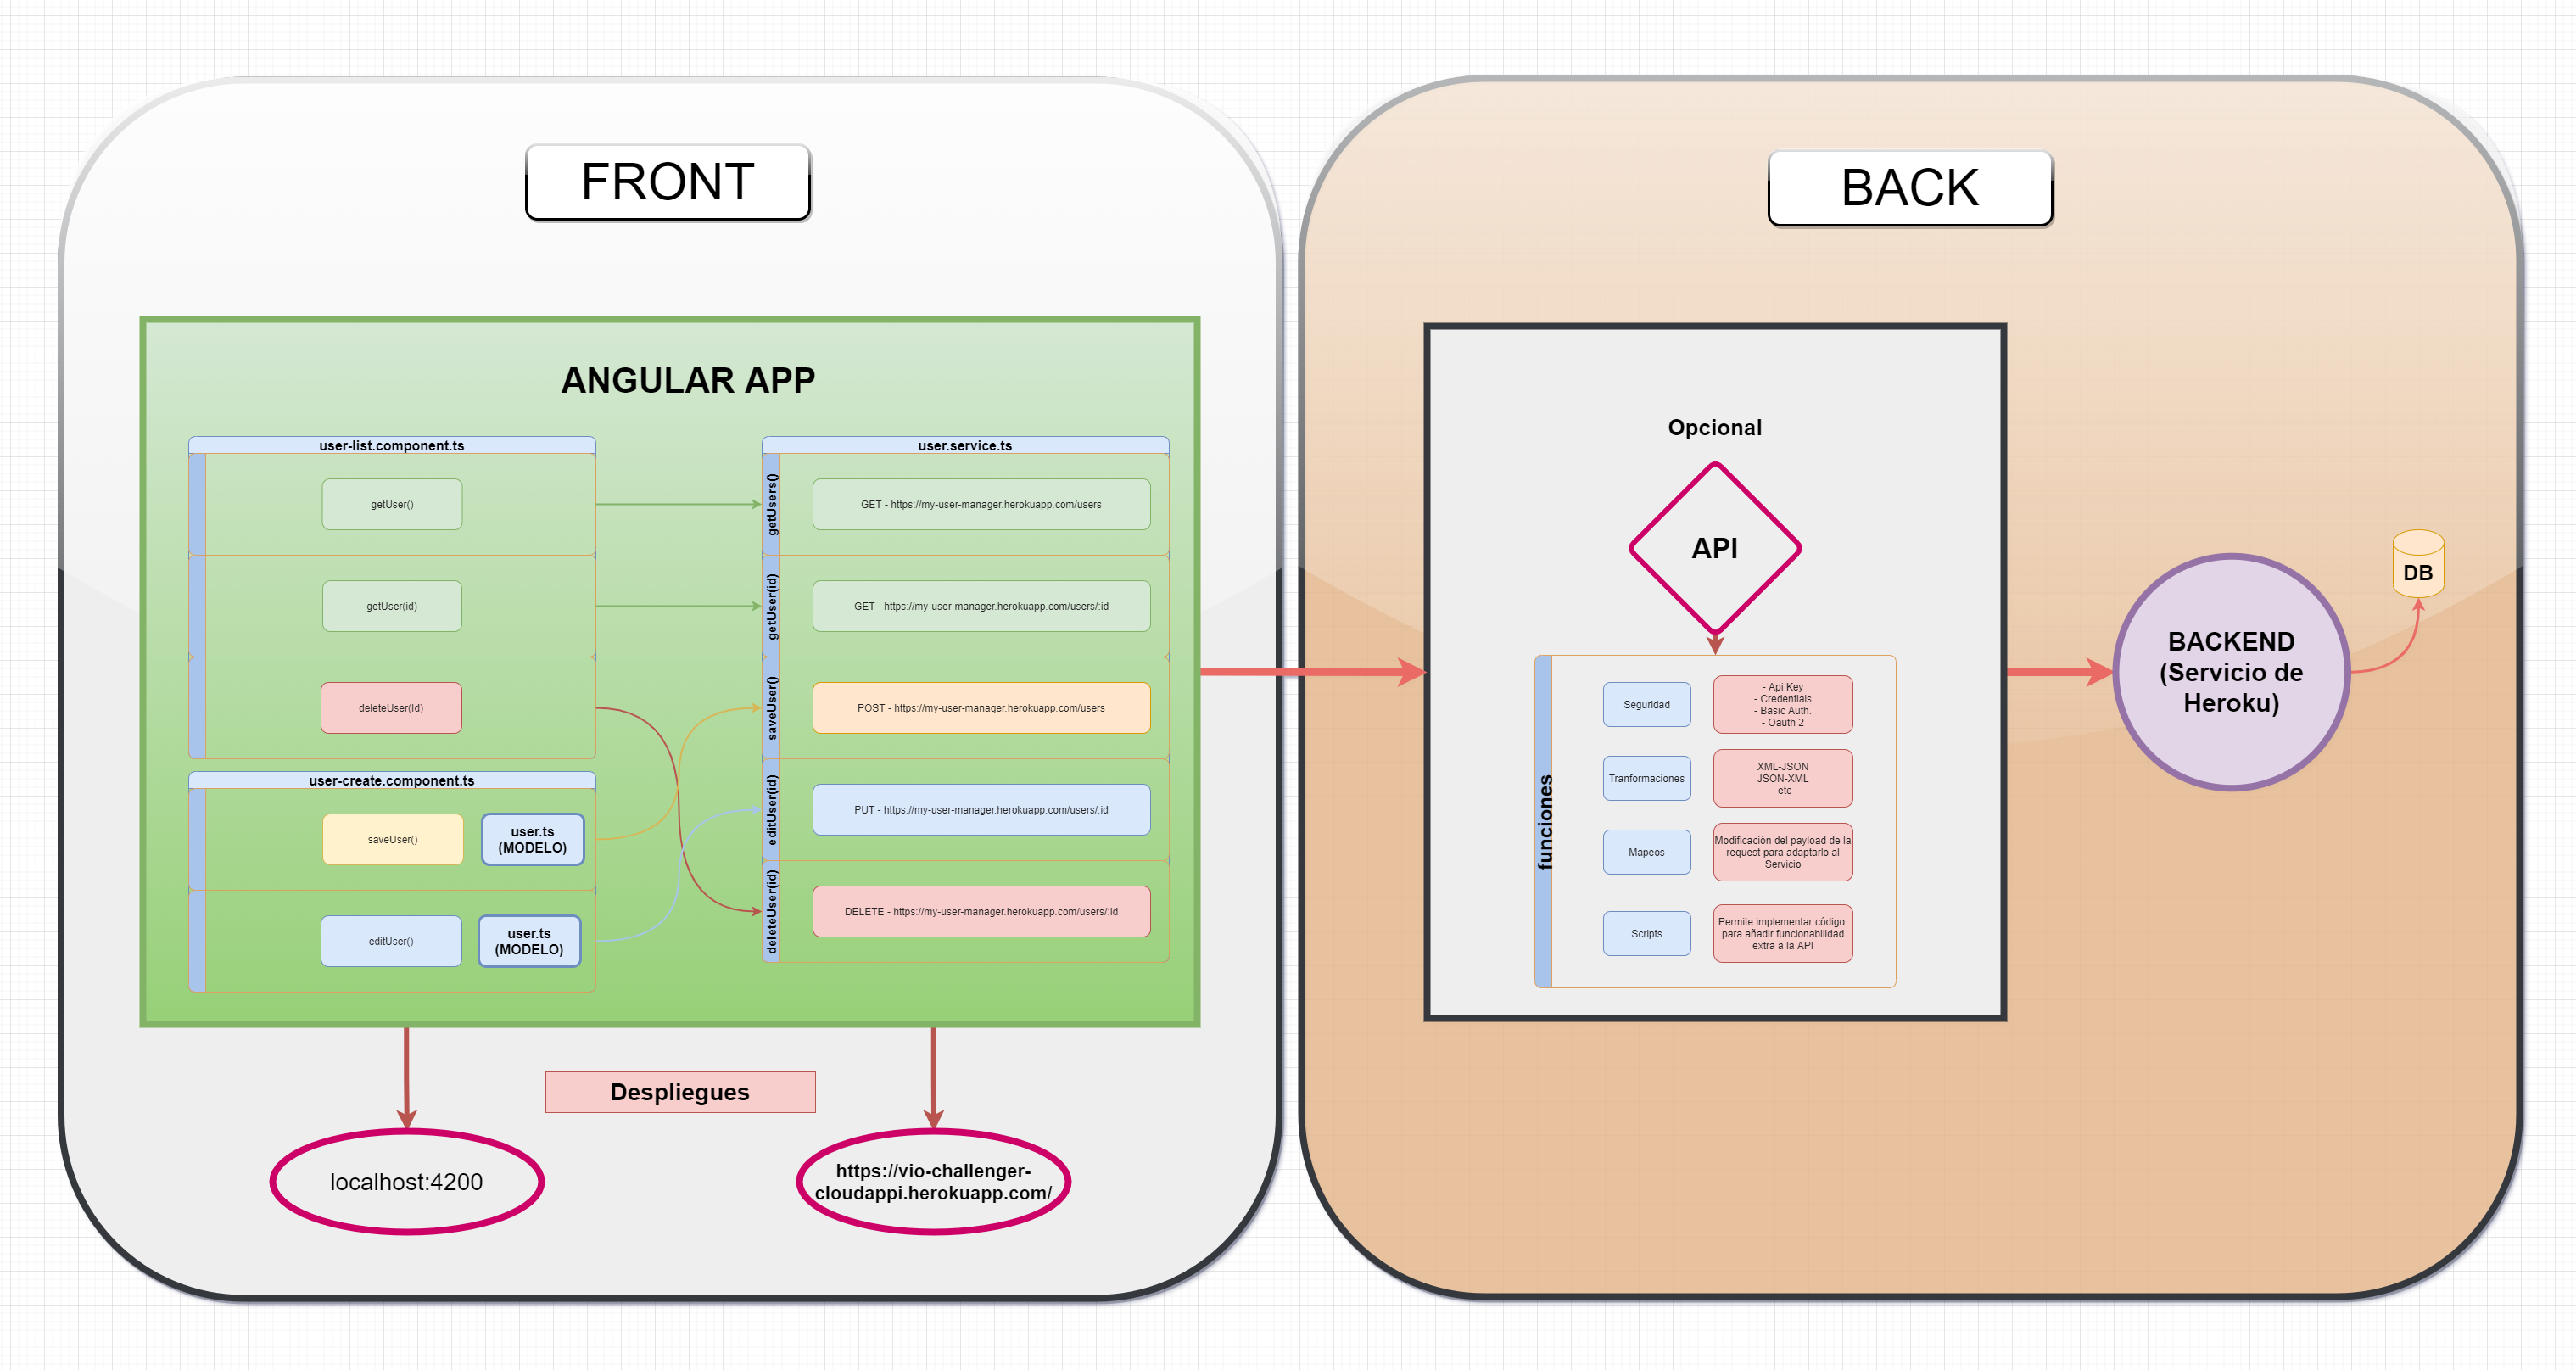 FRONT
ANGULAR APP
user-list.component.ts
getUser()
getUser(id)
deleteUser(Id)
user-create.component.ts
saveUser()
user.ts
(MODELO)
editUser()
user.ts
(MODELO)
user.service.ts
getUsers()
GET - https://my-user-manager.herokuapp.com/users
getUser(id)
GET - https://my-user-manager.herokuapp.com/users/:id
saveUser()
POST - https://my-user-manager.herokuapp.com/users
editUser(id)
PUT - https://my-user-manager.herokuapp.com/users/:id
deleteUser(id)
DELETE - https://my-user-manager.herokuapp.com/users/:id
Despliegues
localhost:4200
https://vio-challenger-
cloudappi.herokuapp.com/
BACK
Opcional
API
funciones
Seguridad
- Api Key
- Credentials
- Basic Auth.
- Oauth 2
Tranformaciones
XML-JSON
JSON-XML
-etc
Mapeos
Modificación del payload de la
request para adaptarlo al
Servicio
Scripts
Permite implementar código
para añadir funcionabilidad
extra a la API
BACKEND
(Servicio de
Heroku)
DB